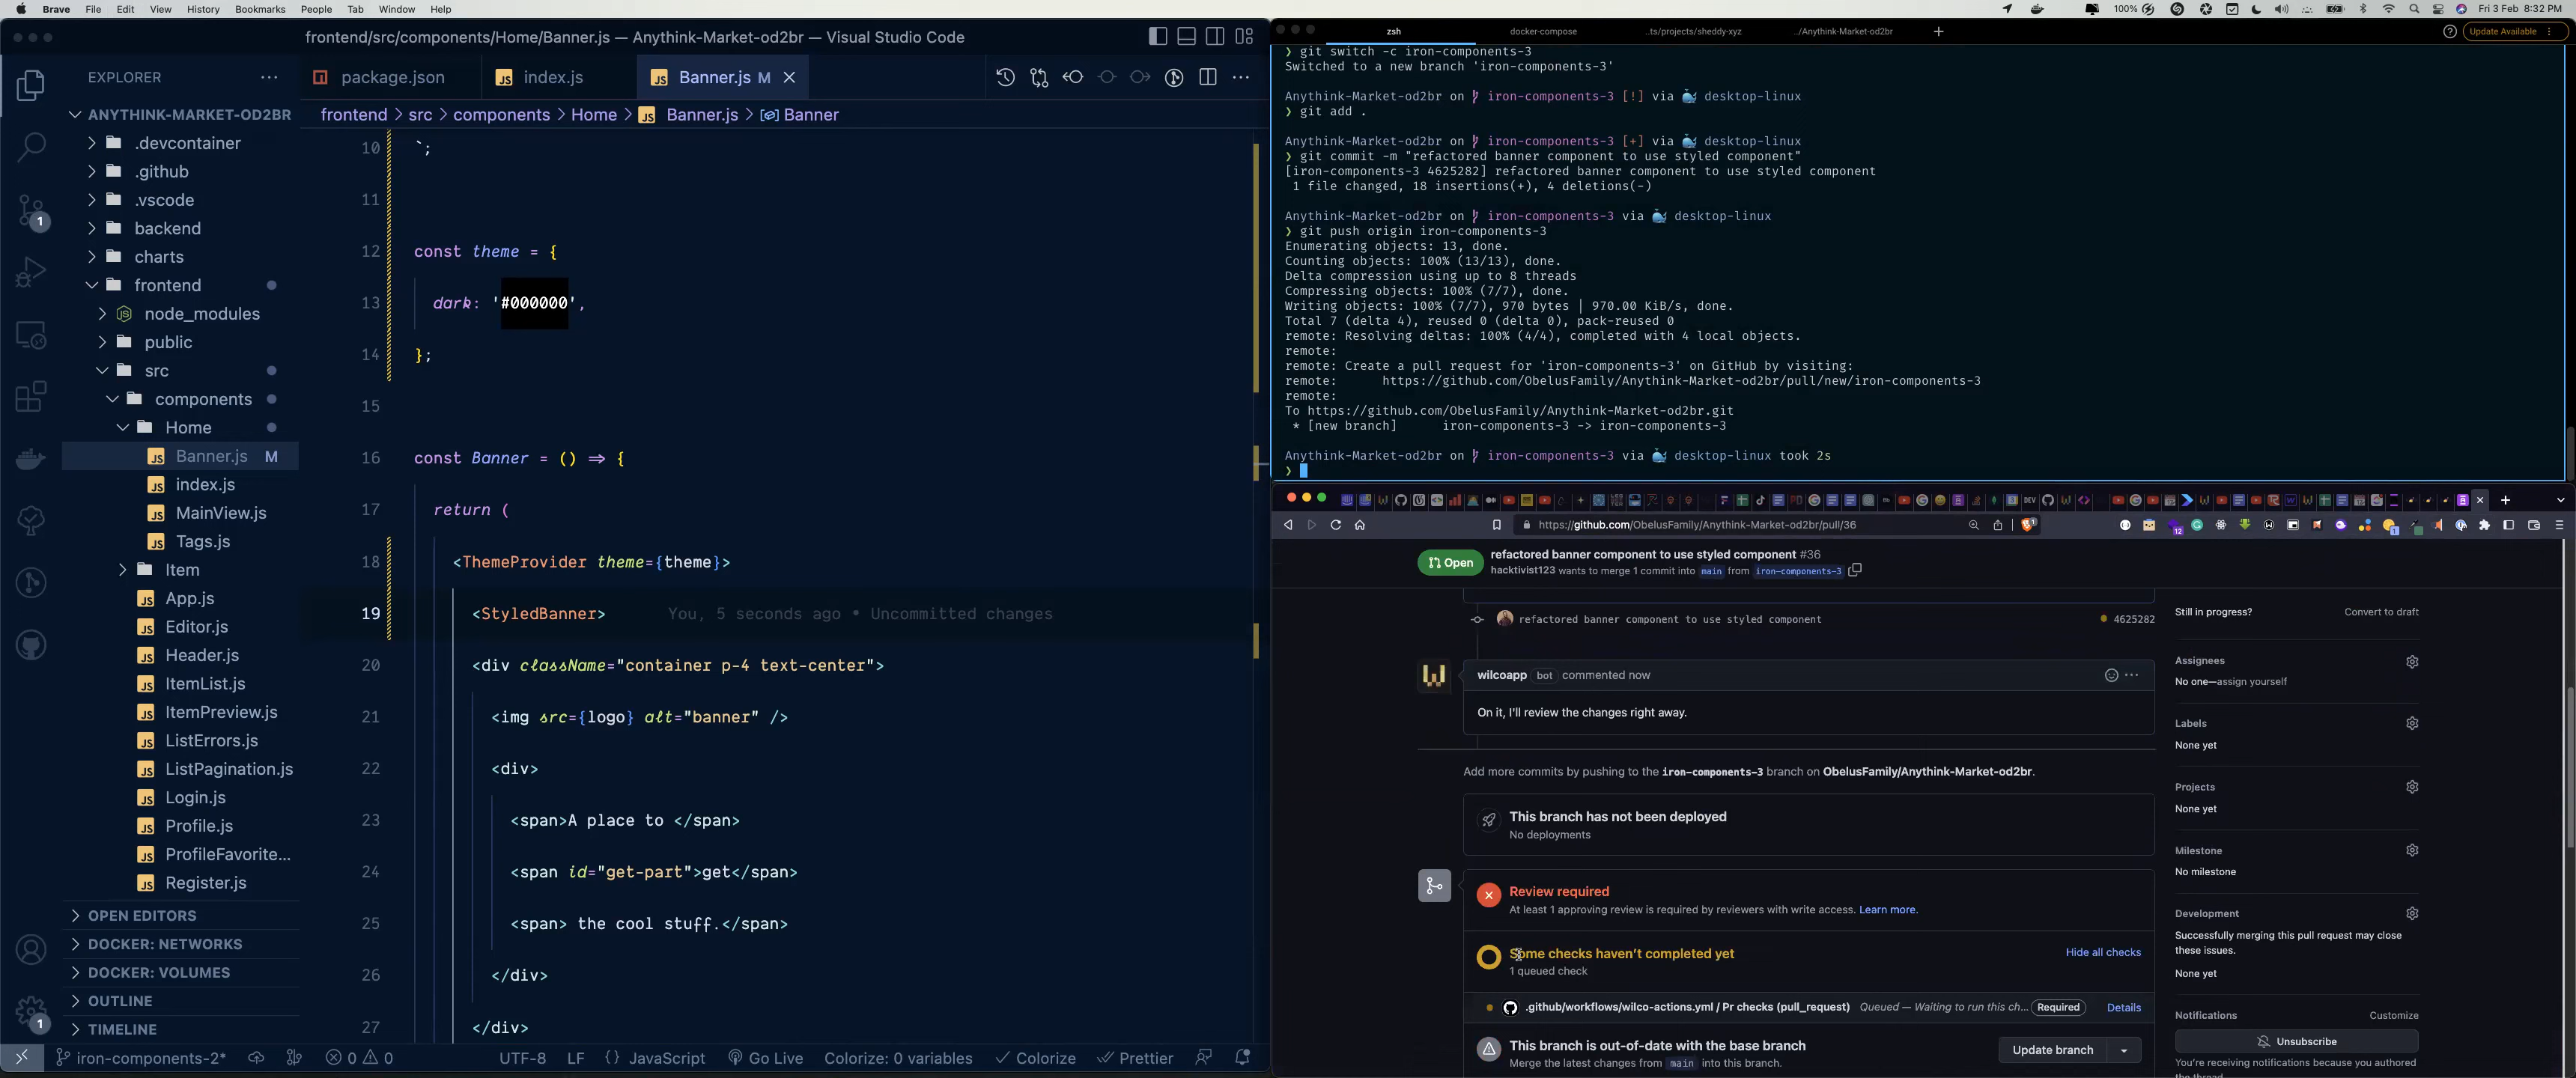 Brave File Edit View History Bookmarks People Tab Window Help
100% Fri 3 Feb 8:32 PM
frontend/src/components/Home/Banner.js — Anythink-Market-od2br — Visual Studio Code
EXPLORER
package.json
index.js
Banner.js M
frontend > src > components > Home > Banner.js > Banner
ANYTHINK-MARKET-OD2BR
.devcontainer
.github
.vscode
backend
charts
frontend
node_modules
public
src
components
Home
Banner.js M
index.js
MainView.js
Tags.js
Item
App.js
Editor.js
Header.js
ItemList.js
ItemPreview.js
ListErrors.js
ListPagination.js
Login.js
Profile.js
ProfileFavorite...
Register.js
OPEN EDITORS
DOCKER: NETWORKS
DOCKER: VOLUMES
OUTLINE
TIMELINE
1
1
10 `;
11
12 const theme = {
13 dark: '#000000',
14 };
15
16 const Banner = () => {
17 return (
18 <ThemeProvider theme={theme}>
19 <StyledBanner> You, 5 seconds ago • Uncommitted changes
20 <div className="container p-4 text-center">
21 <img src={logo} alt="banner" />
22 <div>
23 <span>A place to </span>
24 <span id="get-part">get</span>
25 <span> the cool stuff.</span>
26 </div>
27 </div>
iron-components-2* 0 0 UTF-8 LF {} JavaScript Go Live Colorize: 0 variables Colorize Prettier
zsh docker-compose ..ts/projects/sheddy-xyz ../Anythink-Market-od2br + Update Available
❯ git switch -c iron-components-3
Switched to a new branch 'iron-components-3'
Anythink-Market-od2br on iron-components-3 [!] via desktop-linux
❯ git add .
Anythink-Market-od2br on iron-components-3 [+] via desktop-linux
❯ git commit -m "refactored banner component to use styled component"
[iron-components-3 4625282] refactored banner component to use styled component
1 file changed, 18 insertions(+), 4 deletions(-)
Anythink-Market-od2br on iron-components-3 via desktop-linux
❯ git push origin iron-components-3
Enumerating objects: 13, done.
Counting objects: 100% (13/13), done.
Delta compression using up to 8 threads
Compressing objects: 100% (7/7), done.
Writing objects: 100% (7/7), 970 bytes | 970.00 KiB/s, done.
Total 7 (delta 4), reused 0 (delta 0), pack-reused 0
remote: Resolving deltas: 100% (4/4), completed with 4 local objects.
remote:
remote: Create a pull request for 'iron-components-3' on GitHub by visiting:
remote: https://github.com/ObelusFamily/Anythink-Market-od2br/pull/new/iron-components-3
remote:
To https://github.com/ObelusFamily/Anythink-Market-od2br.git
* [new branch] iron-components-3 -> iron-components-3
Anythink-Market-od2br on iron-components-3 via desktop-linux took 2s
❯
https://github.com/ObelusFamily/Anythink-Market-od2br/pull/36
Open
refactored banner component to use styled component #36
hacktivist123 wants to merge 1 commit into main from iron-components-3
refactored banner component to use styled component 4625282
wilcoapp bot commented now
On it, I'll review the changes right away.
Add more commits by pushing to the iron-components-3 branch on ObelusFamily/Anythink-Market-od2br.
This branch has not been deployed
No deployments
Review required
At least 1 approving review is required by reviewers with write access. Learn more.
Some checks haven't completed yet
1 queued check
Hide all checks
.github/workflows/wilco-actions.yml / Pr checks (pull_request) Queued — Waiting to run this ch... Required Details
This branch is out-of-date with the base branch
Merge the latest changes from main into this branch.
Update branch
Still in progress? Convert to draft
Assignees
No one—assign yourself
Labels
None yet
Projects
None yet
Milestone
No milestone
Development
Successfully merging this pull request may close
these issues.
None yet
Notifications Customize
Unsubscribe
You're receiving notifications because you authored
the thread.